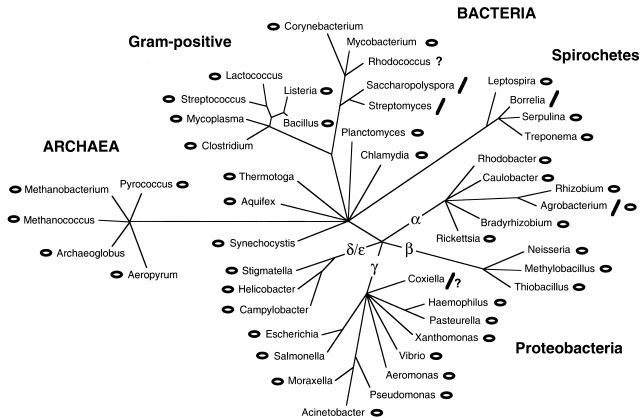 BACTERIA
Corynebacterium
Gram-positive
Mycobacterium
Rhodococcus ?
Spirochetes
Lactococcus
Listeria
Saccharopolyspora
Leptospira
Streptococcus
Streptomyces
Borrelia
Mycoplasma
Bacillus
Serpulina
Planctomyces
Treponema
ARCHAEA
Clostridium
Chlamydia
Rhodobacter
Thermotoga
Caulobacter
Methanobacterium
Pyrococcus
Rhizobium
Aquifex
Agrobacterium
Methanococcus
α
Bradyrhizobium
Synechocystis
Rickettsia
Archaeoglobus
δ/ε
β
Neisseria
Aeropyrum
Stigmatella
γ
Methylobacillus
Helicobacter
Coxiella ?
Thiobacillus
Campylobacter
Haemophilus
Pasteurella
Escherichia
Xanthomonas
Proteobacteria
Salmonella
Vibrio
Moraxella
Aeromonas
Pseudomonas
Acinetobacter